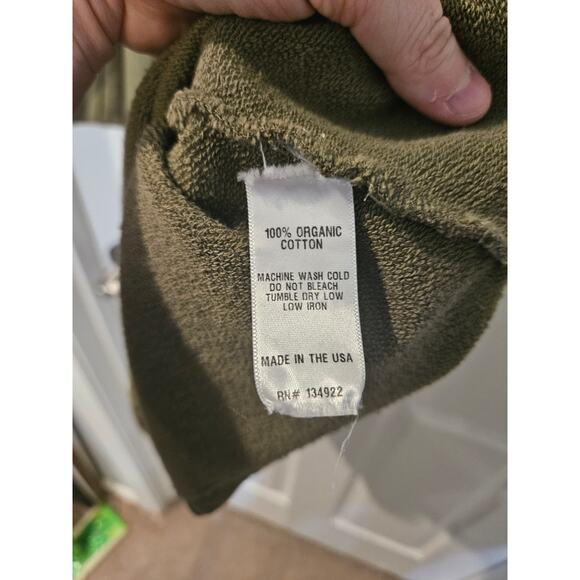 100% ORGANIC
COTTON
MACHINE WASH COLD
DO NOT BLEACH
TUMBLE DRY LOW
LOW IRON
MADE IN THE USA
RN# 134922